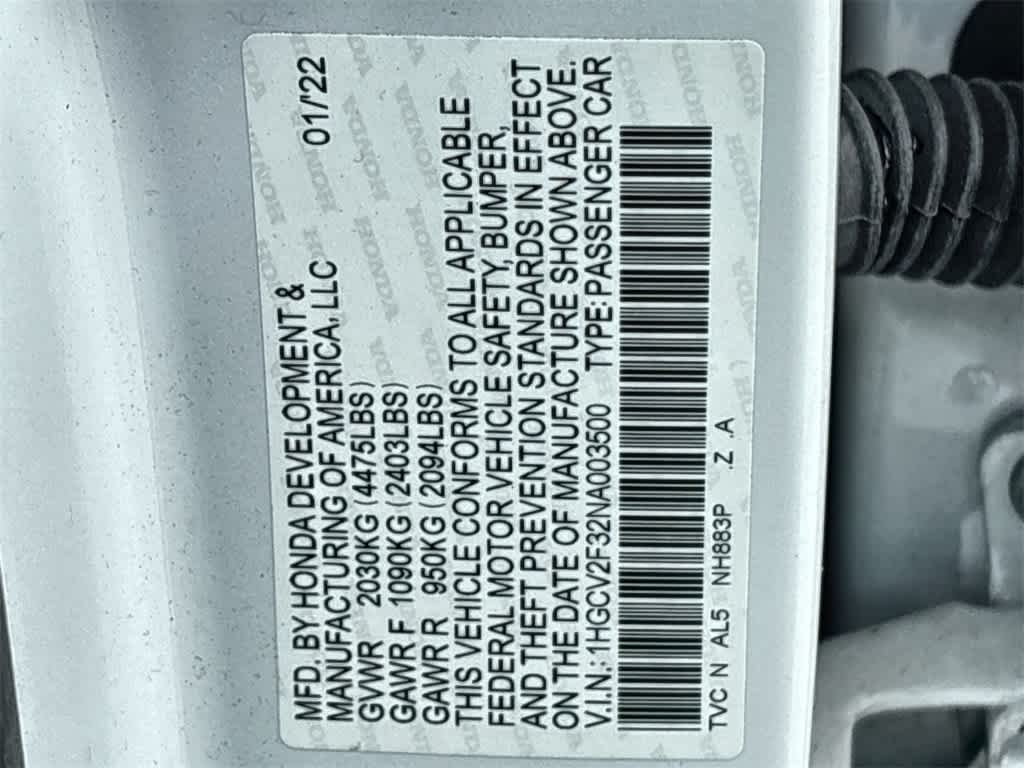 MFD. BY HONDA DEVELOPMENT &
MANUFACTURING OF AMERICA, LLC 01/'22
GVWR 2030KG (4475LBS)
GAWR F 1090KG (2403LBS)
GAWR R 950KG (2094LBS)
THIS VEHICLE CONFORMS TO ALL APPLICABLE
FEDERAL MOTOR VEHICLE SAFETY, BUMPER,
AND THEFT PREVENTION STANDARDS IN EFFECT
ON THE DATE OF MANUFACTURE SHOWN ABOVE.
V.I.N.: 1HGCV2F32NA003500 TYPE: PASSENGER CAR
TVC N AL5 NH883P .Z .A